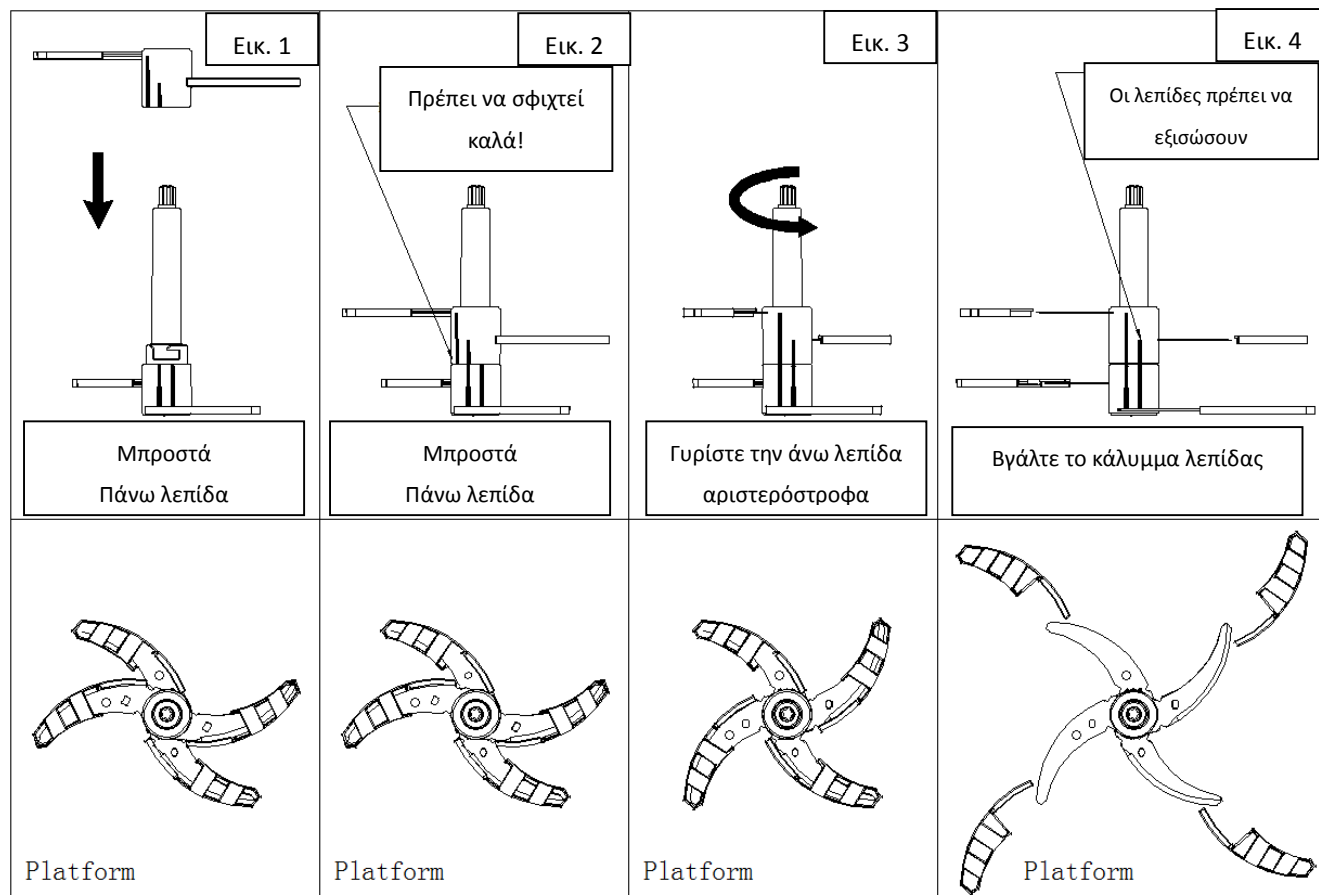 Εικ. 1
Εικ. 2
Εικ. 3
Εικ. 4
Πρέπει να σφιχτεί
καλά!
Οι λεπίδες πρέπει να
εξισώσουν
Μπροστά
Πάνω λεπίδα
Μπροστά
Πάνω λεπίδα
Γυρίστε την άνω λεπίδα
αριστερόστροφα
Βγάλτε το κάλυμμα λεπίδας
Platform
Platform
Platform
Platform